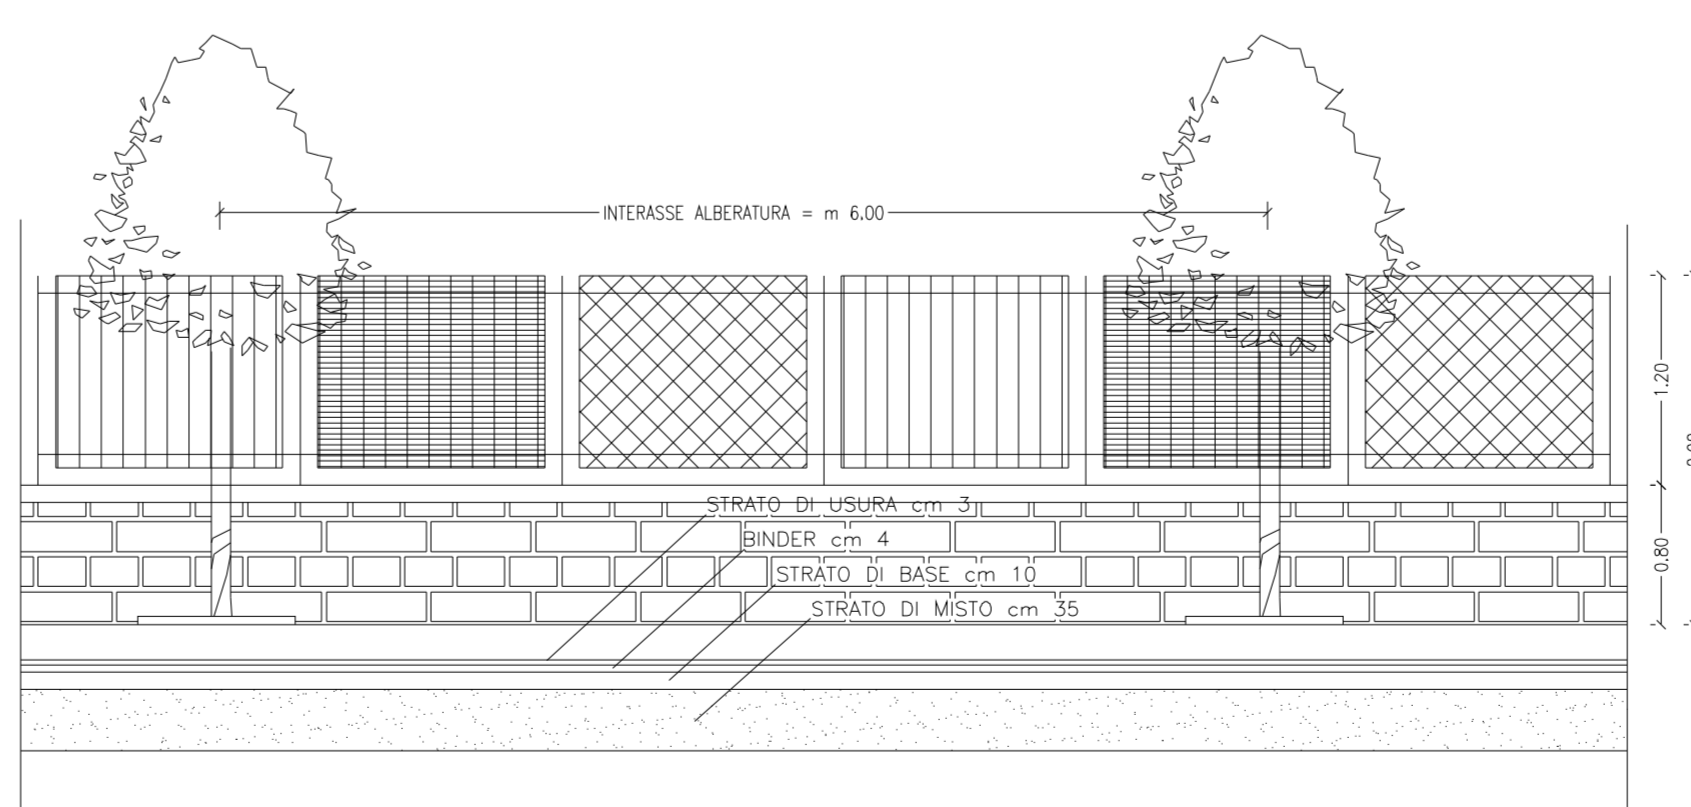 INTERASSE ALBERATURA = m 6.00
1.20
STRATO DI USURA cm 3
BINDER cm 4
0.80
STRATO DI BASE cm 10
STRATO DI MISTO cm 35